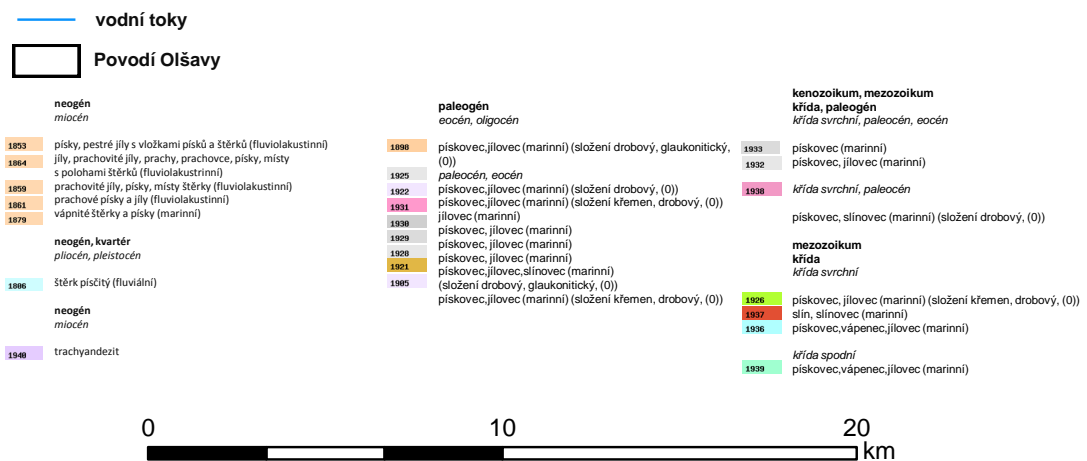 vodní toky
Povodí Olšavy
neogén
miocén
1853 písky, pestré jíly s vložkami písků a štěrků (fluviolakustinní)
1864 jíly, prachovité jíly, prachy, prachovce, písky, místy
s polohami štěrků (fluviolakustrinní)
1859 prachovité jíly, písky, místy štěrky (fluviolakustinní)
1861 prachové písky a jíly (fluviolakustinní)
1879 vápnité štěrky a písky (marinní)
neogén, kvartér
pliocén, pleistocén
1886 štěrk písčitý (fluviální)
neogén
miocén
1940 trachyandezit
paleogén
eocén, oligocén
1898 pískovec,jílovec (marinní) (složení drobový, glaukonitický,
(0))
1925 paleocén, eocén
1922 pískovec,jílovec (marinní) (složení drobový, (0))
1931 pískovec,jílovec (marinní) (složení křemen, drobový, (0))
1930 jílovec (marinní)
1929 pískovec, jílovec (marinní)
1928 pískovec, jílovec (marinní)
1921 pískovec, jílovec (marinní)
pískovec,jílovec,slínovec (marinní)
1905 (složení drobový, glaukonitický, (0))
pískovec,jílovec (marinní) (složení křemen, drobový, (0))
kenozoikum, mezozoikum
křída, paleogén
křída svrchní, paleocén, eocén
1933 pískovec (marinní)
1932 pískovec, jílovec (marinní)
1938 křída svrchní, paleocén
pískovec, slínovec (marinní) (složení drobový, (0))
mezozoikum
křída
křída svrchní
1926 pískovec, jílovec (marinní) (složení křemen, drobový, (0))
1937 slín, slínovec (marinní)
1936 pískovec,vápenec,jílovec (marinní)
křída spodní
1939 pískovec,vápenec,jílovec (marinní)
0 10 20
km